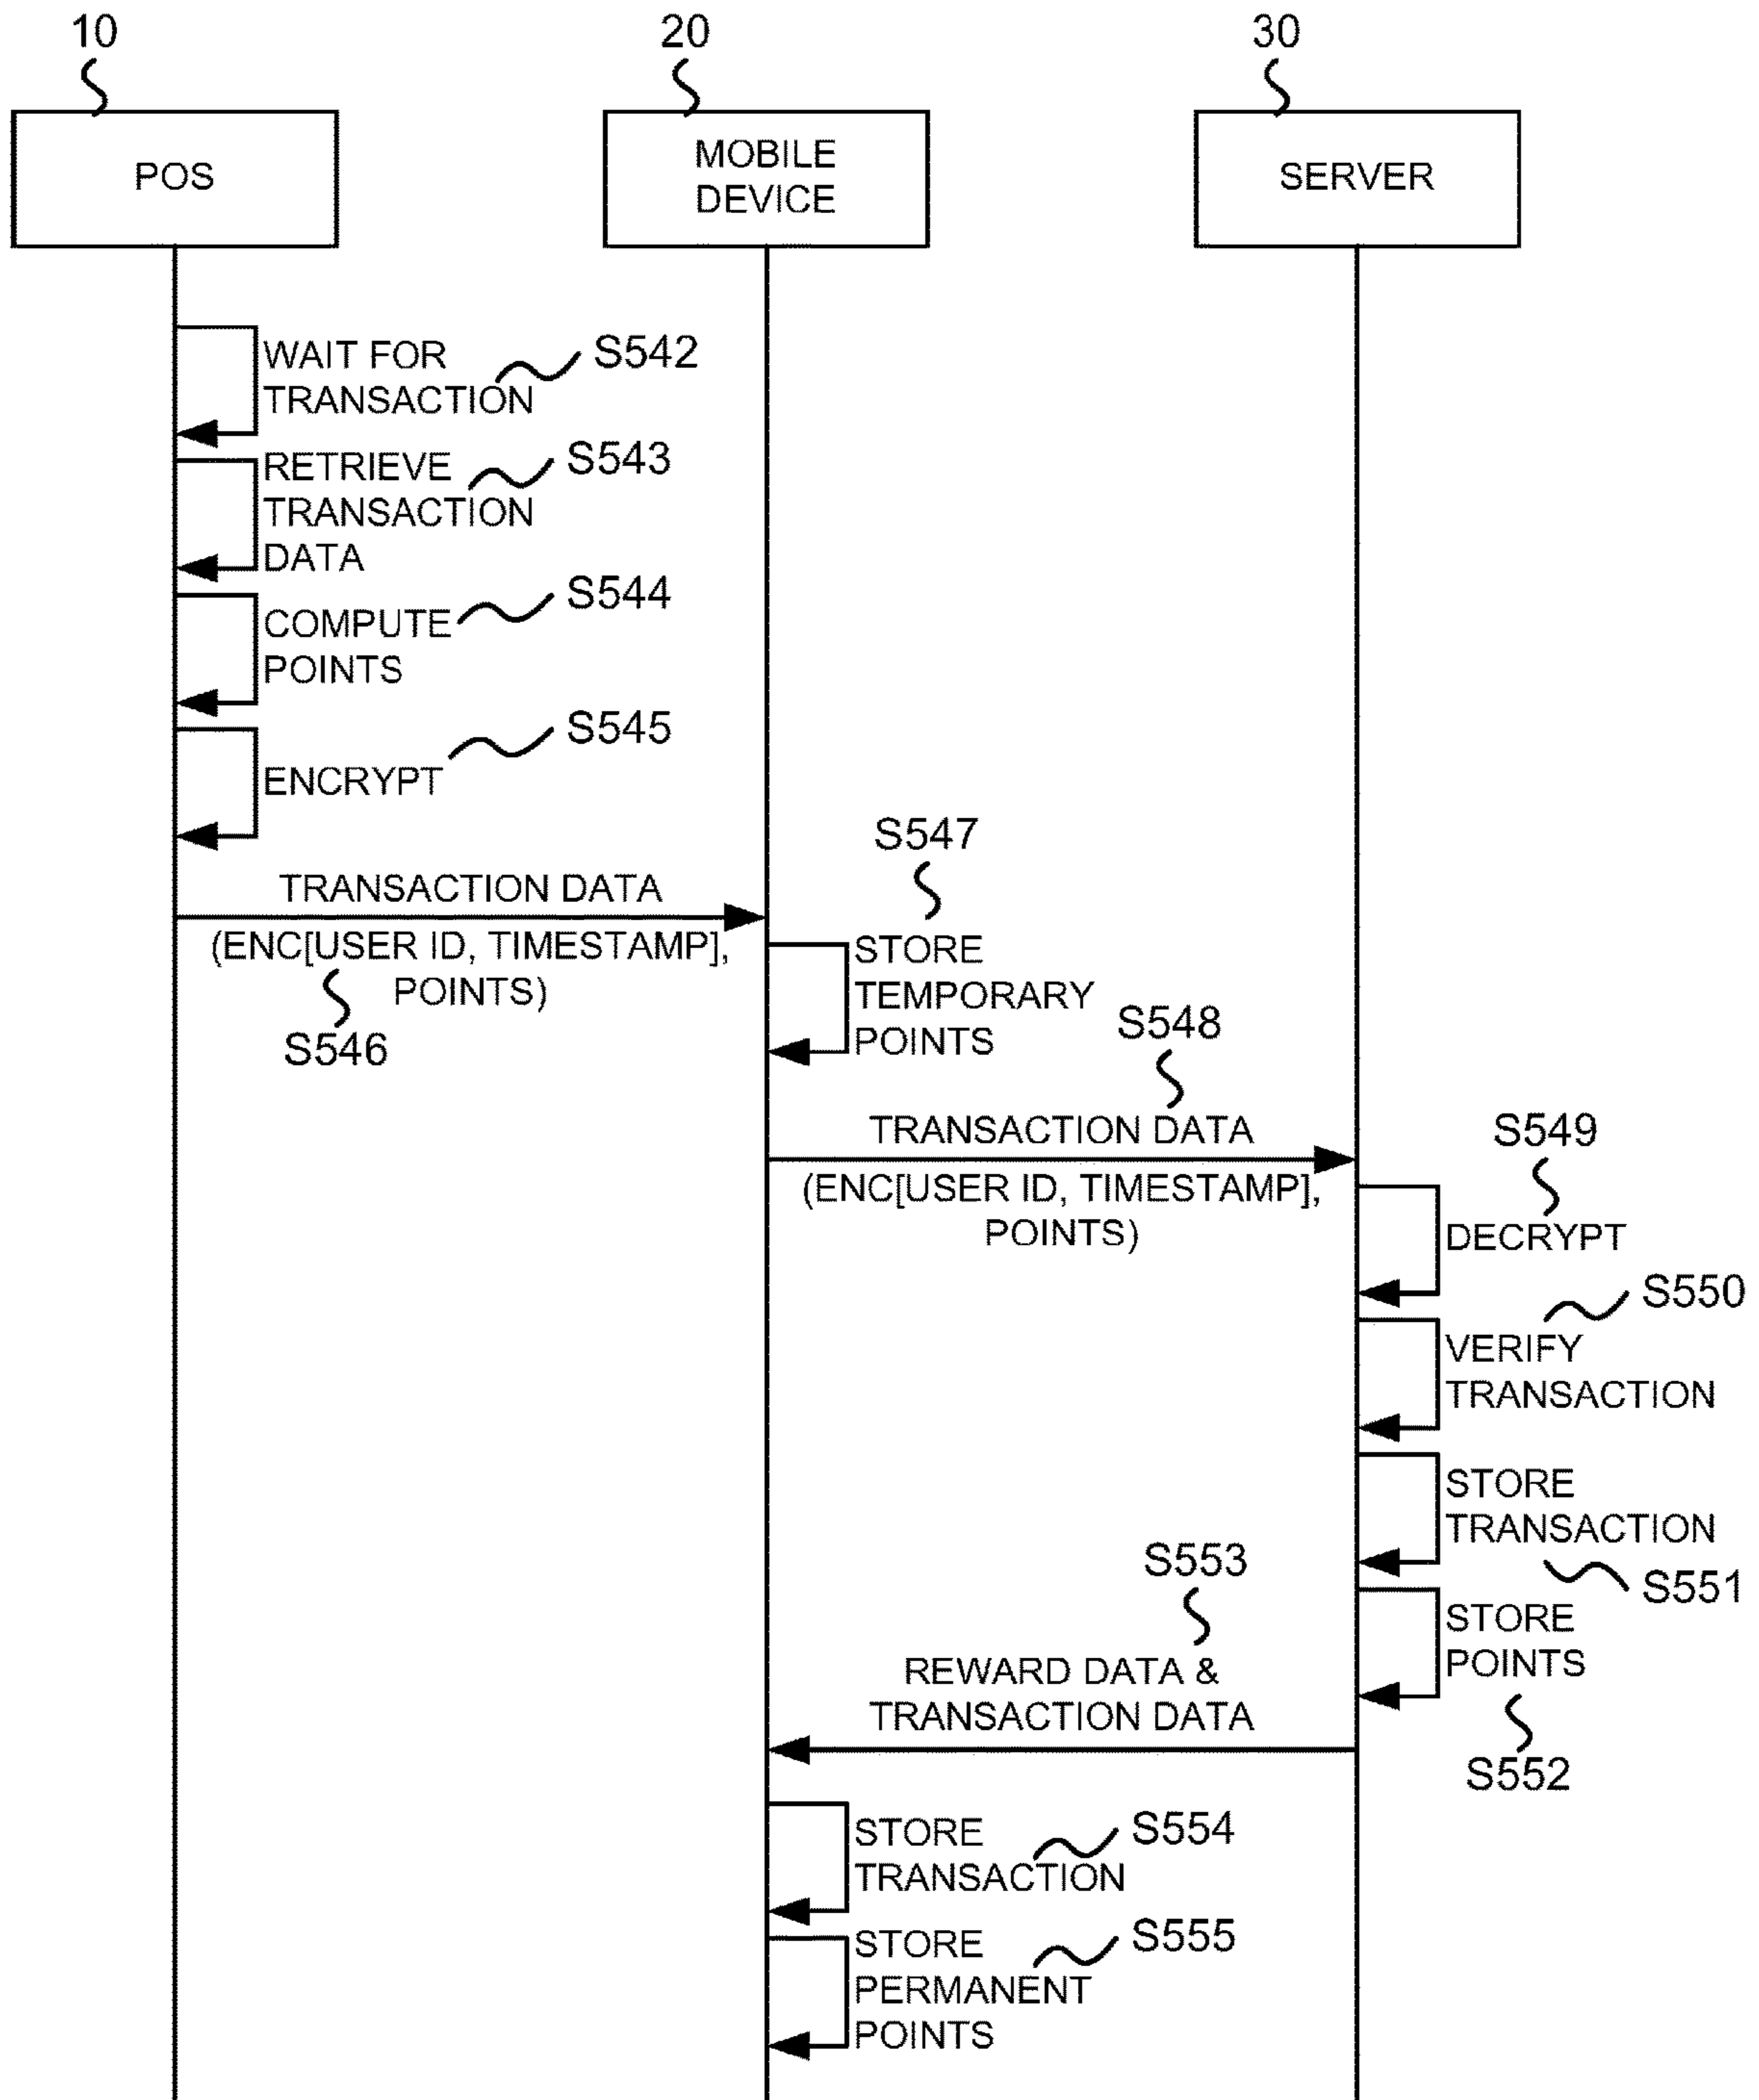 10
20
30
POS
MOBILE
DEVICE
SERVER
WAIT FOR
TRANSACTION
S542
RETRIEVE
TRANSACTION
DATA
S543
COMPUTE
POINTS
S544
ENCRYPT
S545
TRANSACTION DATA
(ENC[USER ID, TIMESTAMP],
POINTS)
S546
S547
STORE
TEMPORARY
POINTS
S548
TRANSACTION DATA
(ENC[USER ID, TIMESTAMP],
POINTS)
S549
DECRYPT
S550
VERIFY
TRANSACTION
STORE
TRANSACTION
S551
STORE
POINTS
S552
S553
REWARD DATA &
TRANSACTION DATA
STORE
TRANSACTION
S554
STORE
PERMANENT
POINTS
S555